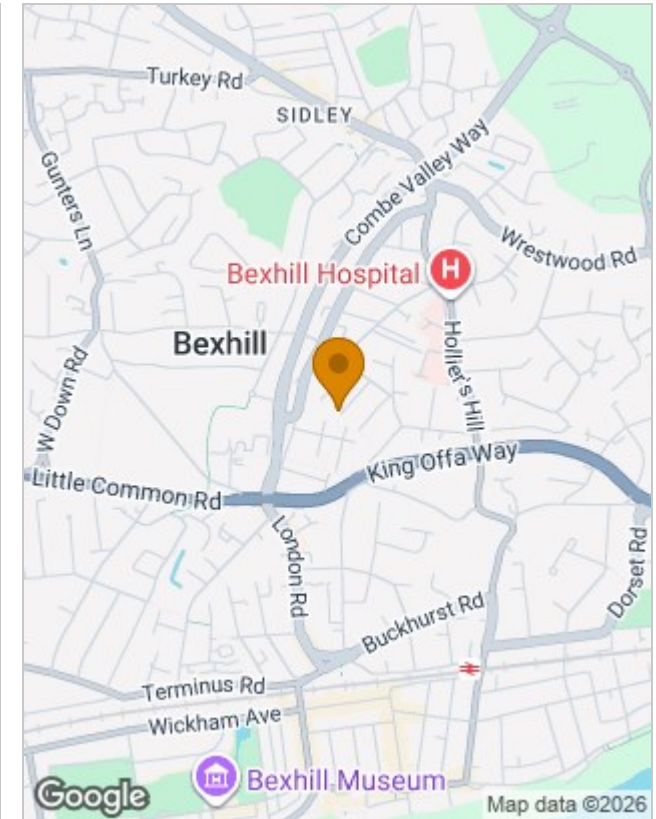 Turkey Rd
SIDLEY
Gunters Ln
Combe Valley Way
Wrestwood Rd
Bexhill Hospital
H
Bexhill
Hollier's Hill
W Down Rd
King Offa Way
Little Common Rd
London Rd
Dorset Rd
Buckhurst Rd
Terminus Rd
Wickham Ave
Bexhill Museum
Google
Map data ©2026